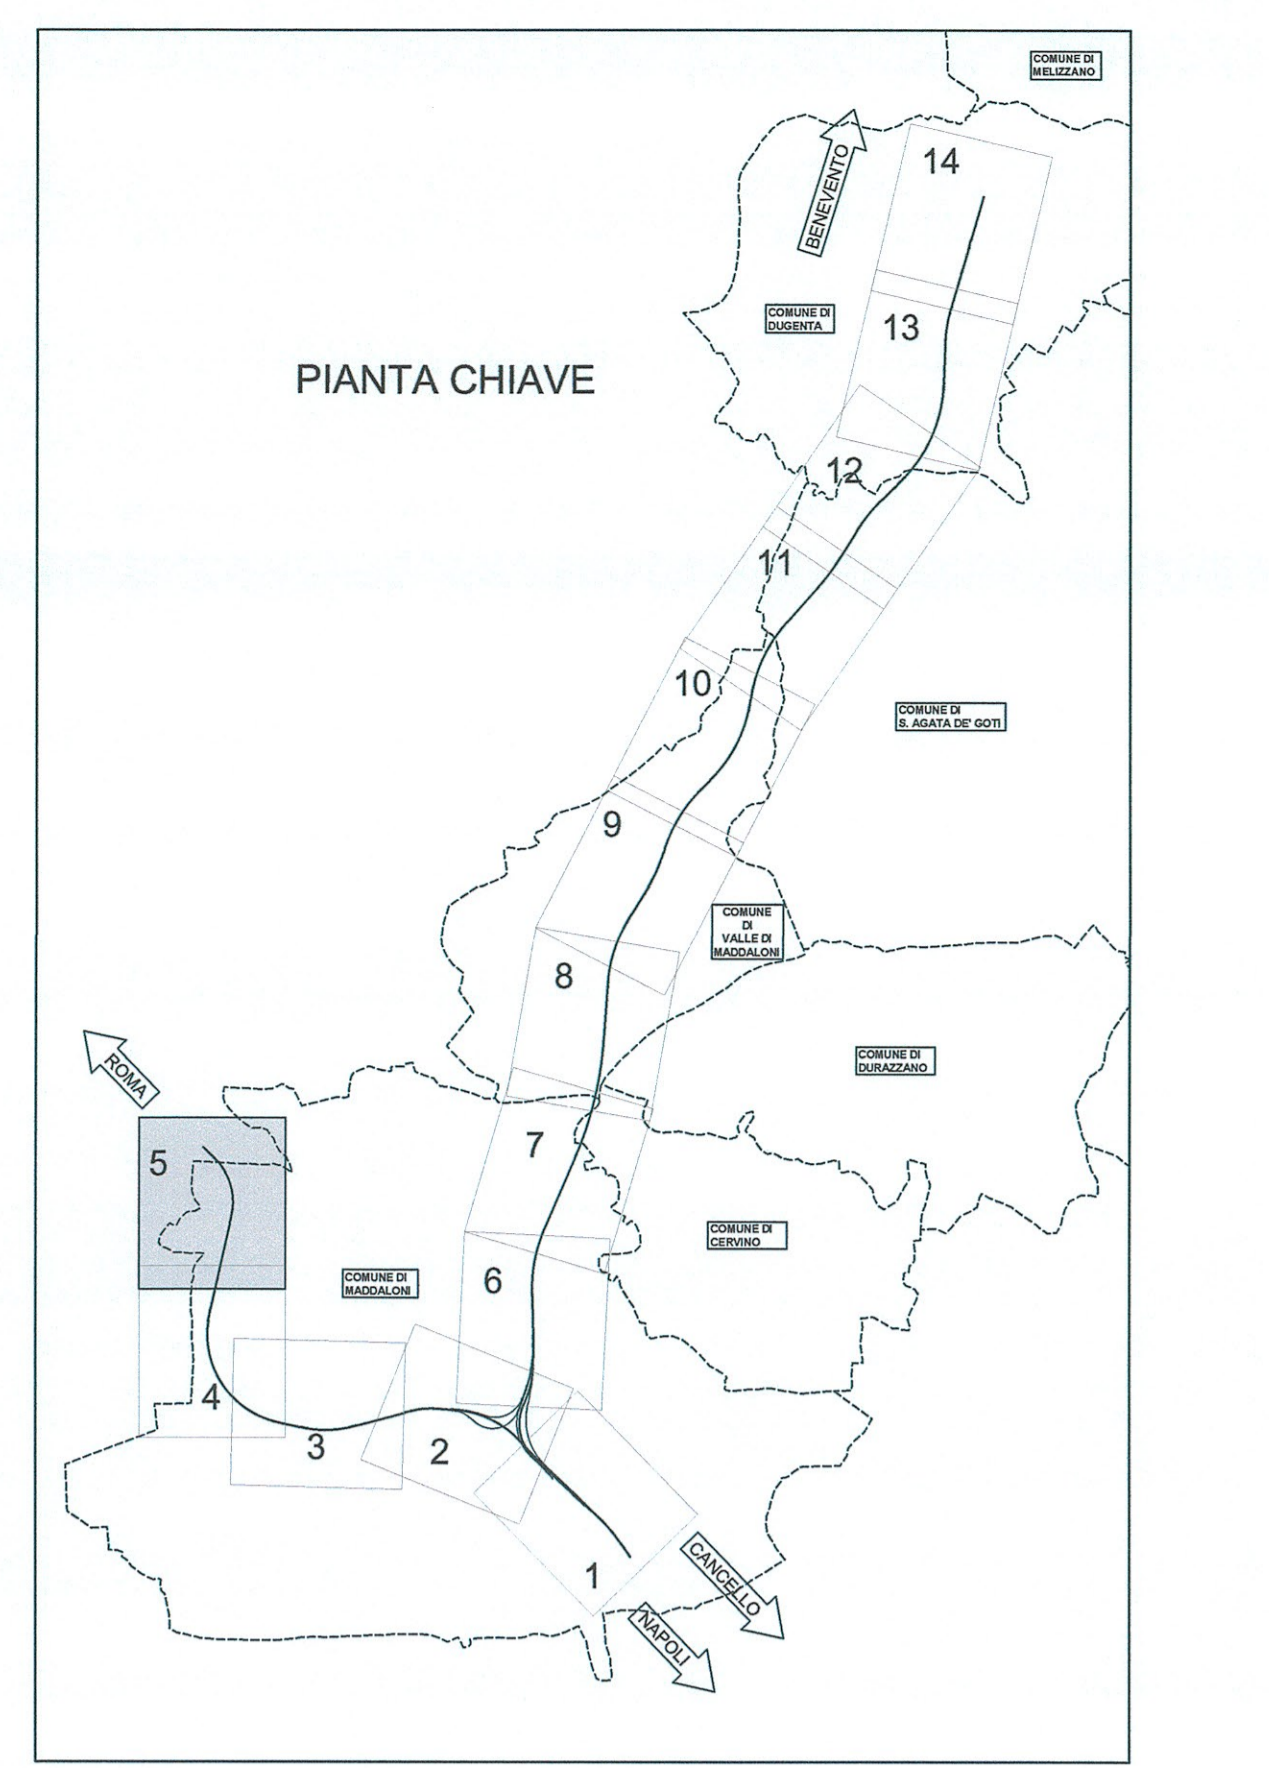 COMUNE DI
MELIZZANO
14
BENEVENTO
COMUNE DI
DUGENTA
13
PIANTA CHIAVE
12
11
10
COMUNE DI
S. AGATA DE' GOTI
9
COMUNE
DI
VALLE DI
MADDALONI
8
ROMA
COMUNE DI
DURAZZANO
7
5
COMUNE DI
CERVINO
6
COMUNE DI
MADDALONI
4
3
2
1
CANCELLO
NAPOLI